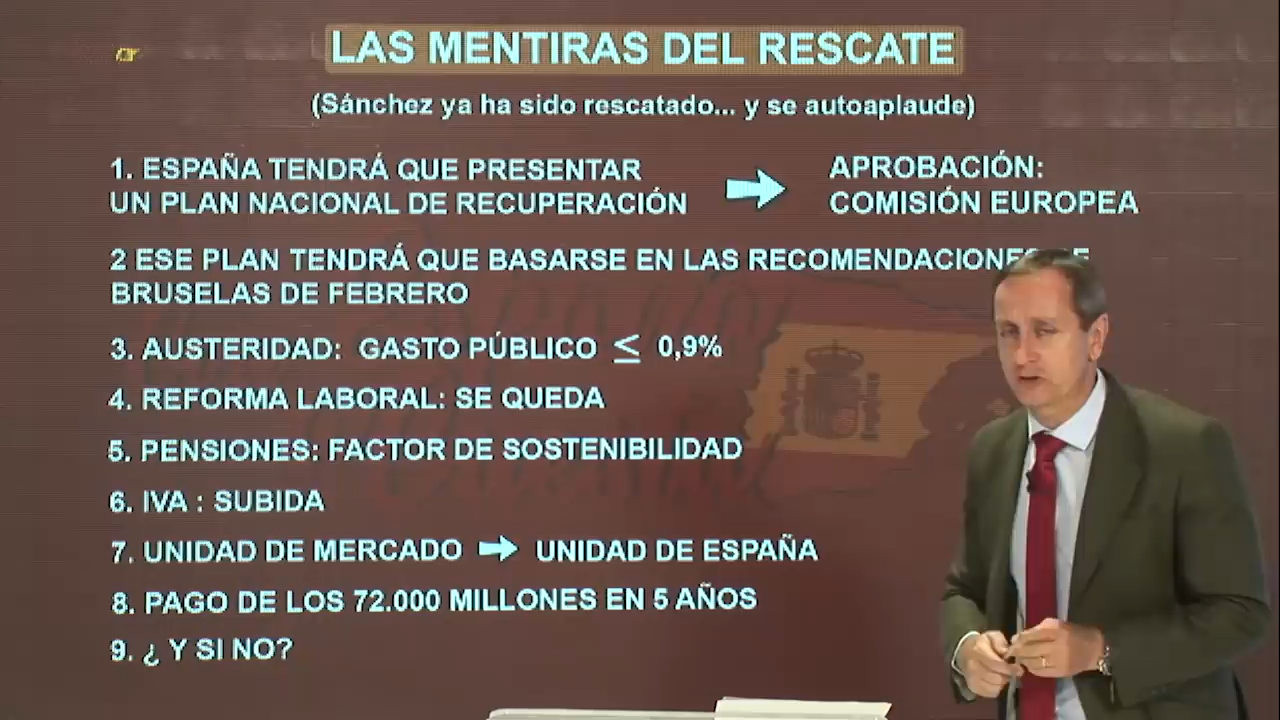 LAS MENTIRAS DEL RESCATE
(Sánchez ya ha sido rescatado... y se autoaplaude)
1. ESPAÑA TENDRÁ QUE PRESENTAR
UN PLAN NACIONAL DE RECUPERACIÓN
APROBACIÓN:
COMISIÓN EUROPEA
2 ESE PLAN TENDRÁ QUE BASARSE EN LAS RECOMENDACIONES
BRUSELAS DE FEBRERO
3. AUSTERIDAD: GASTO PÚBLICO ≤ 0,9%
4. REFORMA LABORAL: SE QUEDA
5. PENSIONES: FACTOR DE SOSTENIBILIDAD
6. IVA : SUBIDA
7. UNIDAD DE MERCADO → UNIDAD DE ESPAÑA
8. PAGO DE LOS 72.000 MILLONES EN 5 AÑOS
9. ¿ Y SI NO?